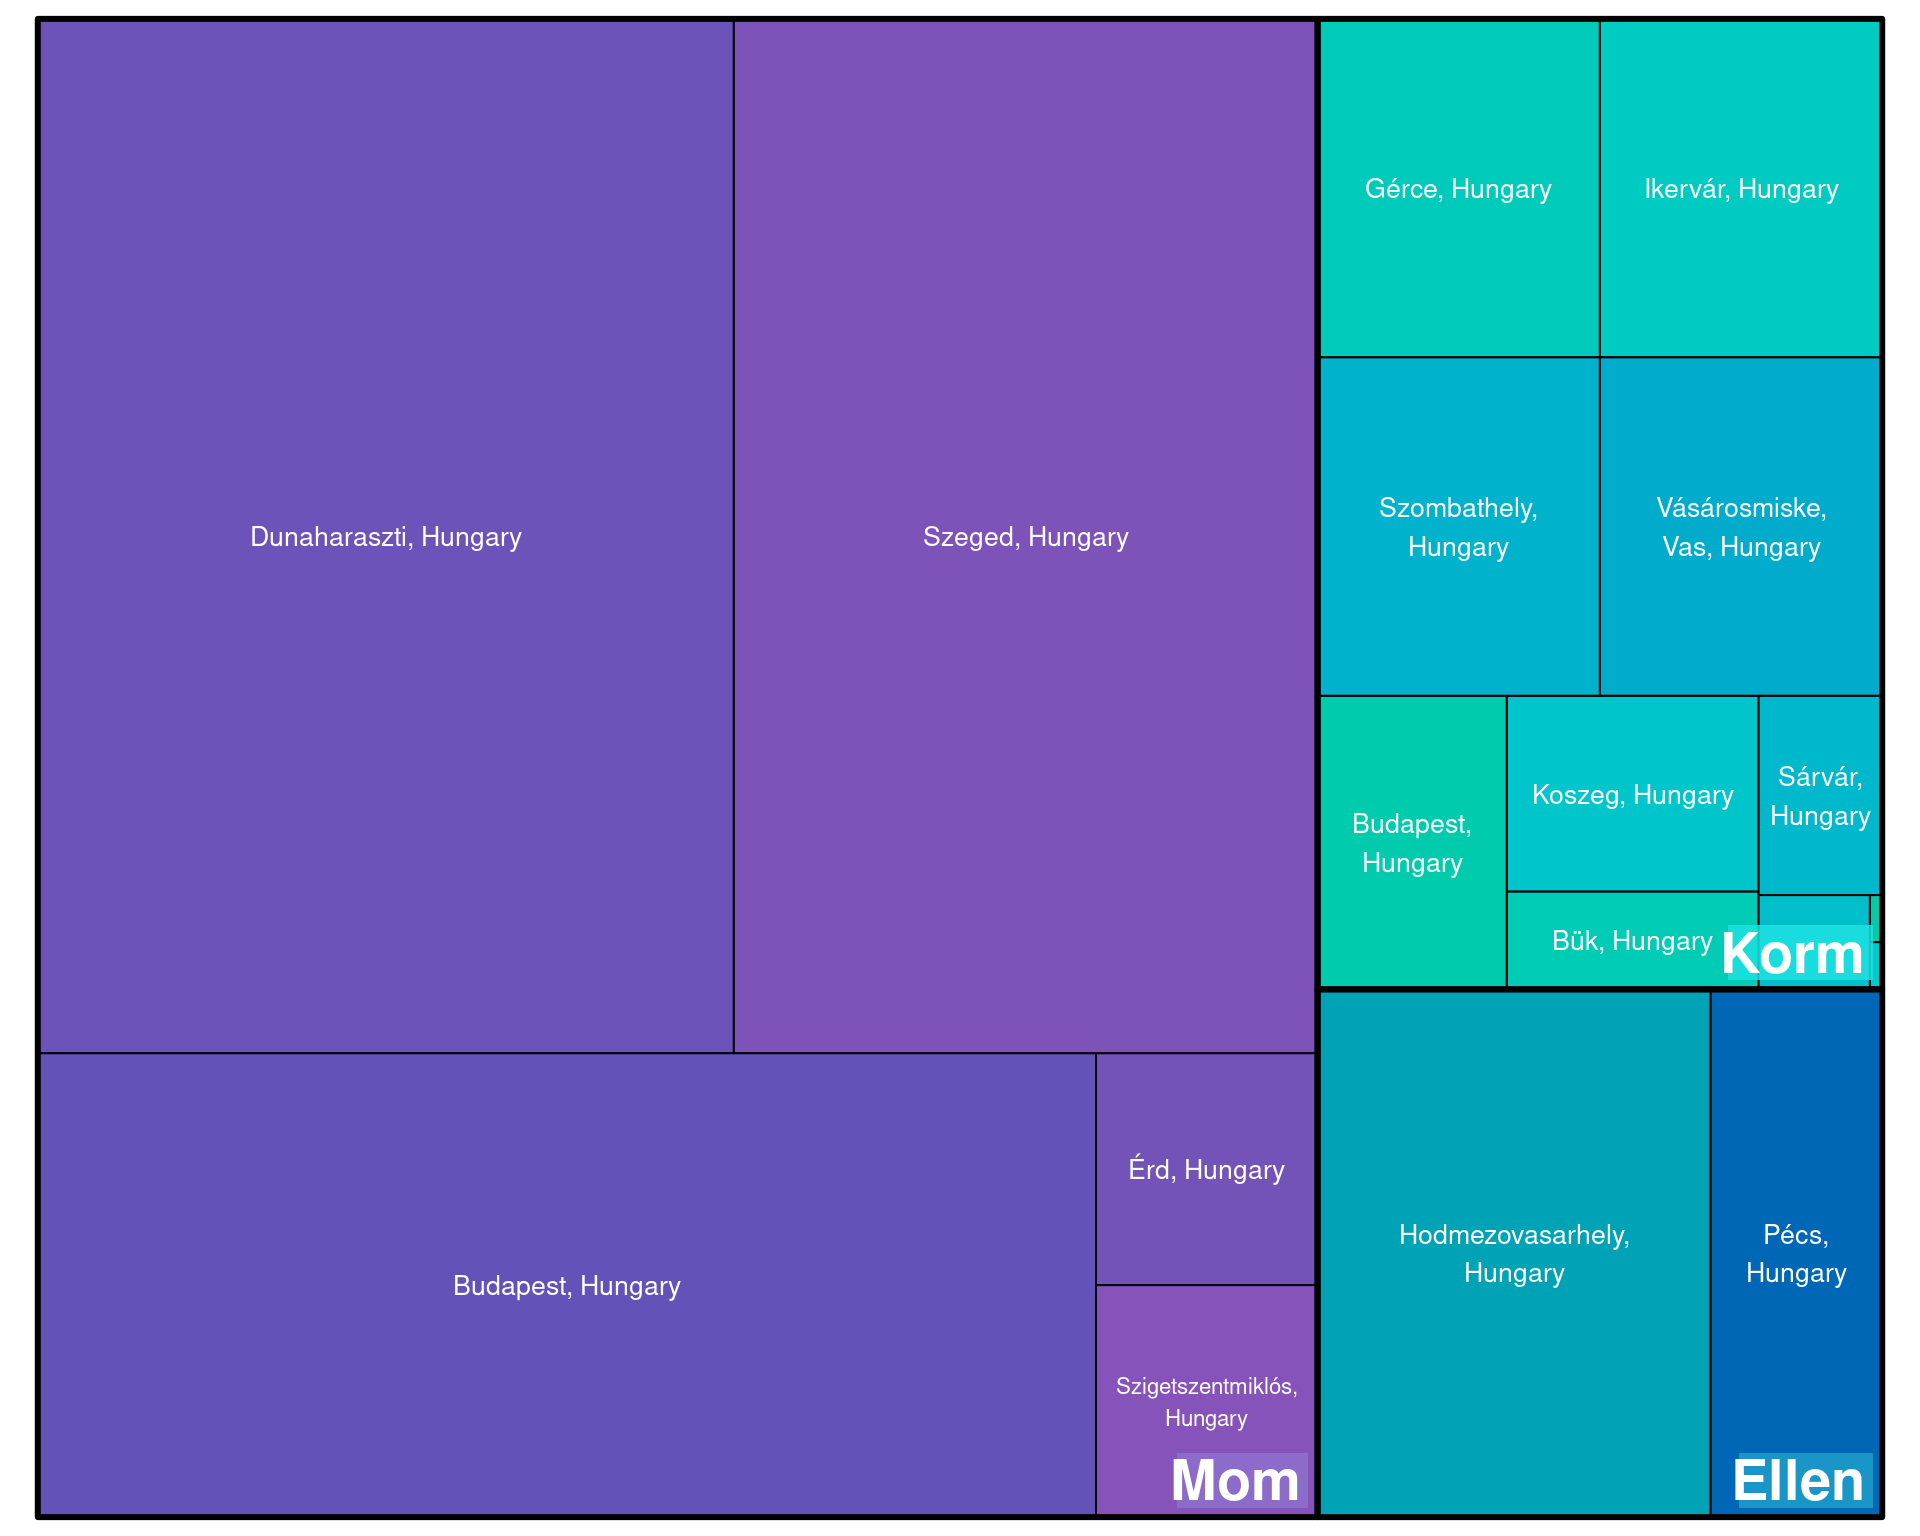 Dunaharaszti, Hungary
Szeged, Hungary
Budapest, Hungary
Érd, Hungary
Szigetszentmiklós,
Hungary
Mom
Gérce, Hungary
Ikervár, Hungary
Szombathely,
Hungary
Vásárosmiske,
Vas, Hungary
Budapest,
Hungary
Koszeg, Hungary
Sárvár,
Hungary
Bük, Hungary
Korm
Hodmezovasarhely,
Hungary
Pécs,
Hungary
Ellen